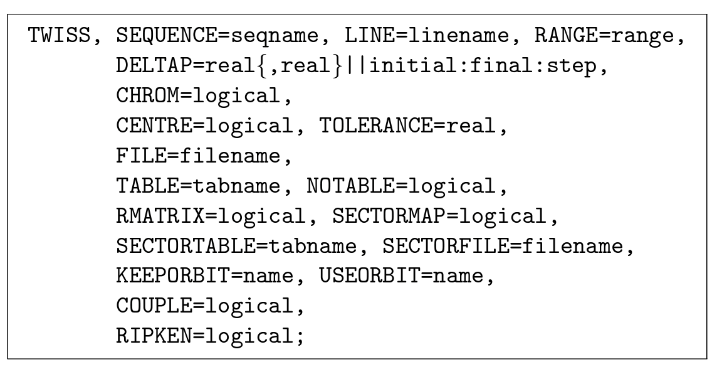 TWISS, SEQUENCE=seqname, LINE=linename, RANGE=range,
DELTAP=real{,real}||initial:final:step,
CHROM=logical,
CENTRE=logical, TOLERANCE=real,
FILE=filename,
TABLE=tabname, NOTABLE=logical,
RMATRIX=logical, SECTORMAP=logical,
SECTORTABLE=tabname, SECTORFILE=filename,
KEEPORBIT=name, USEORBIT=name,
COUPLE=logical,
RIPKEN=logical;